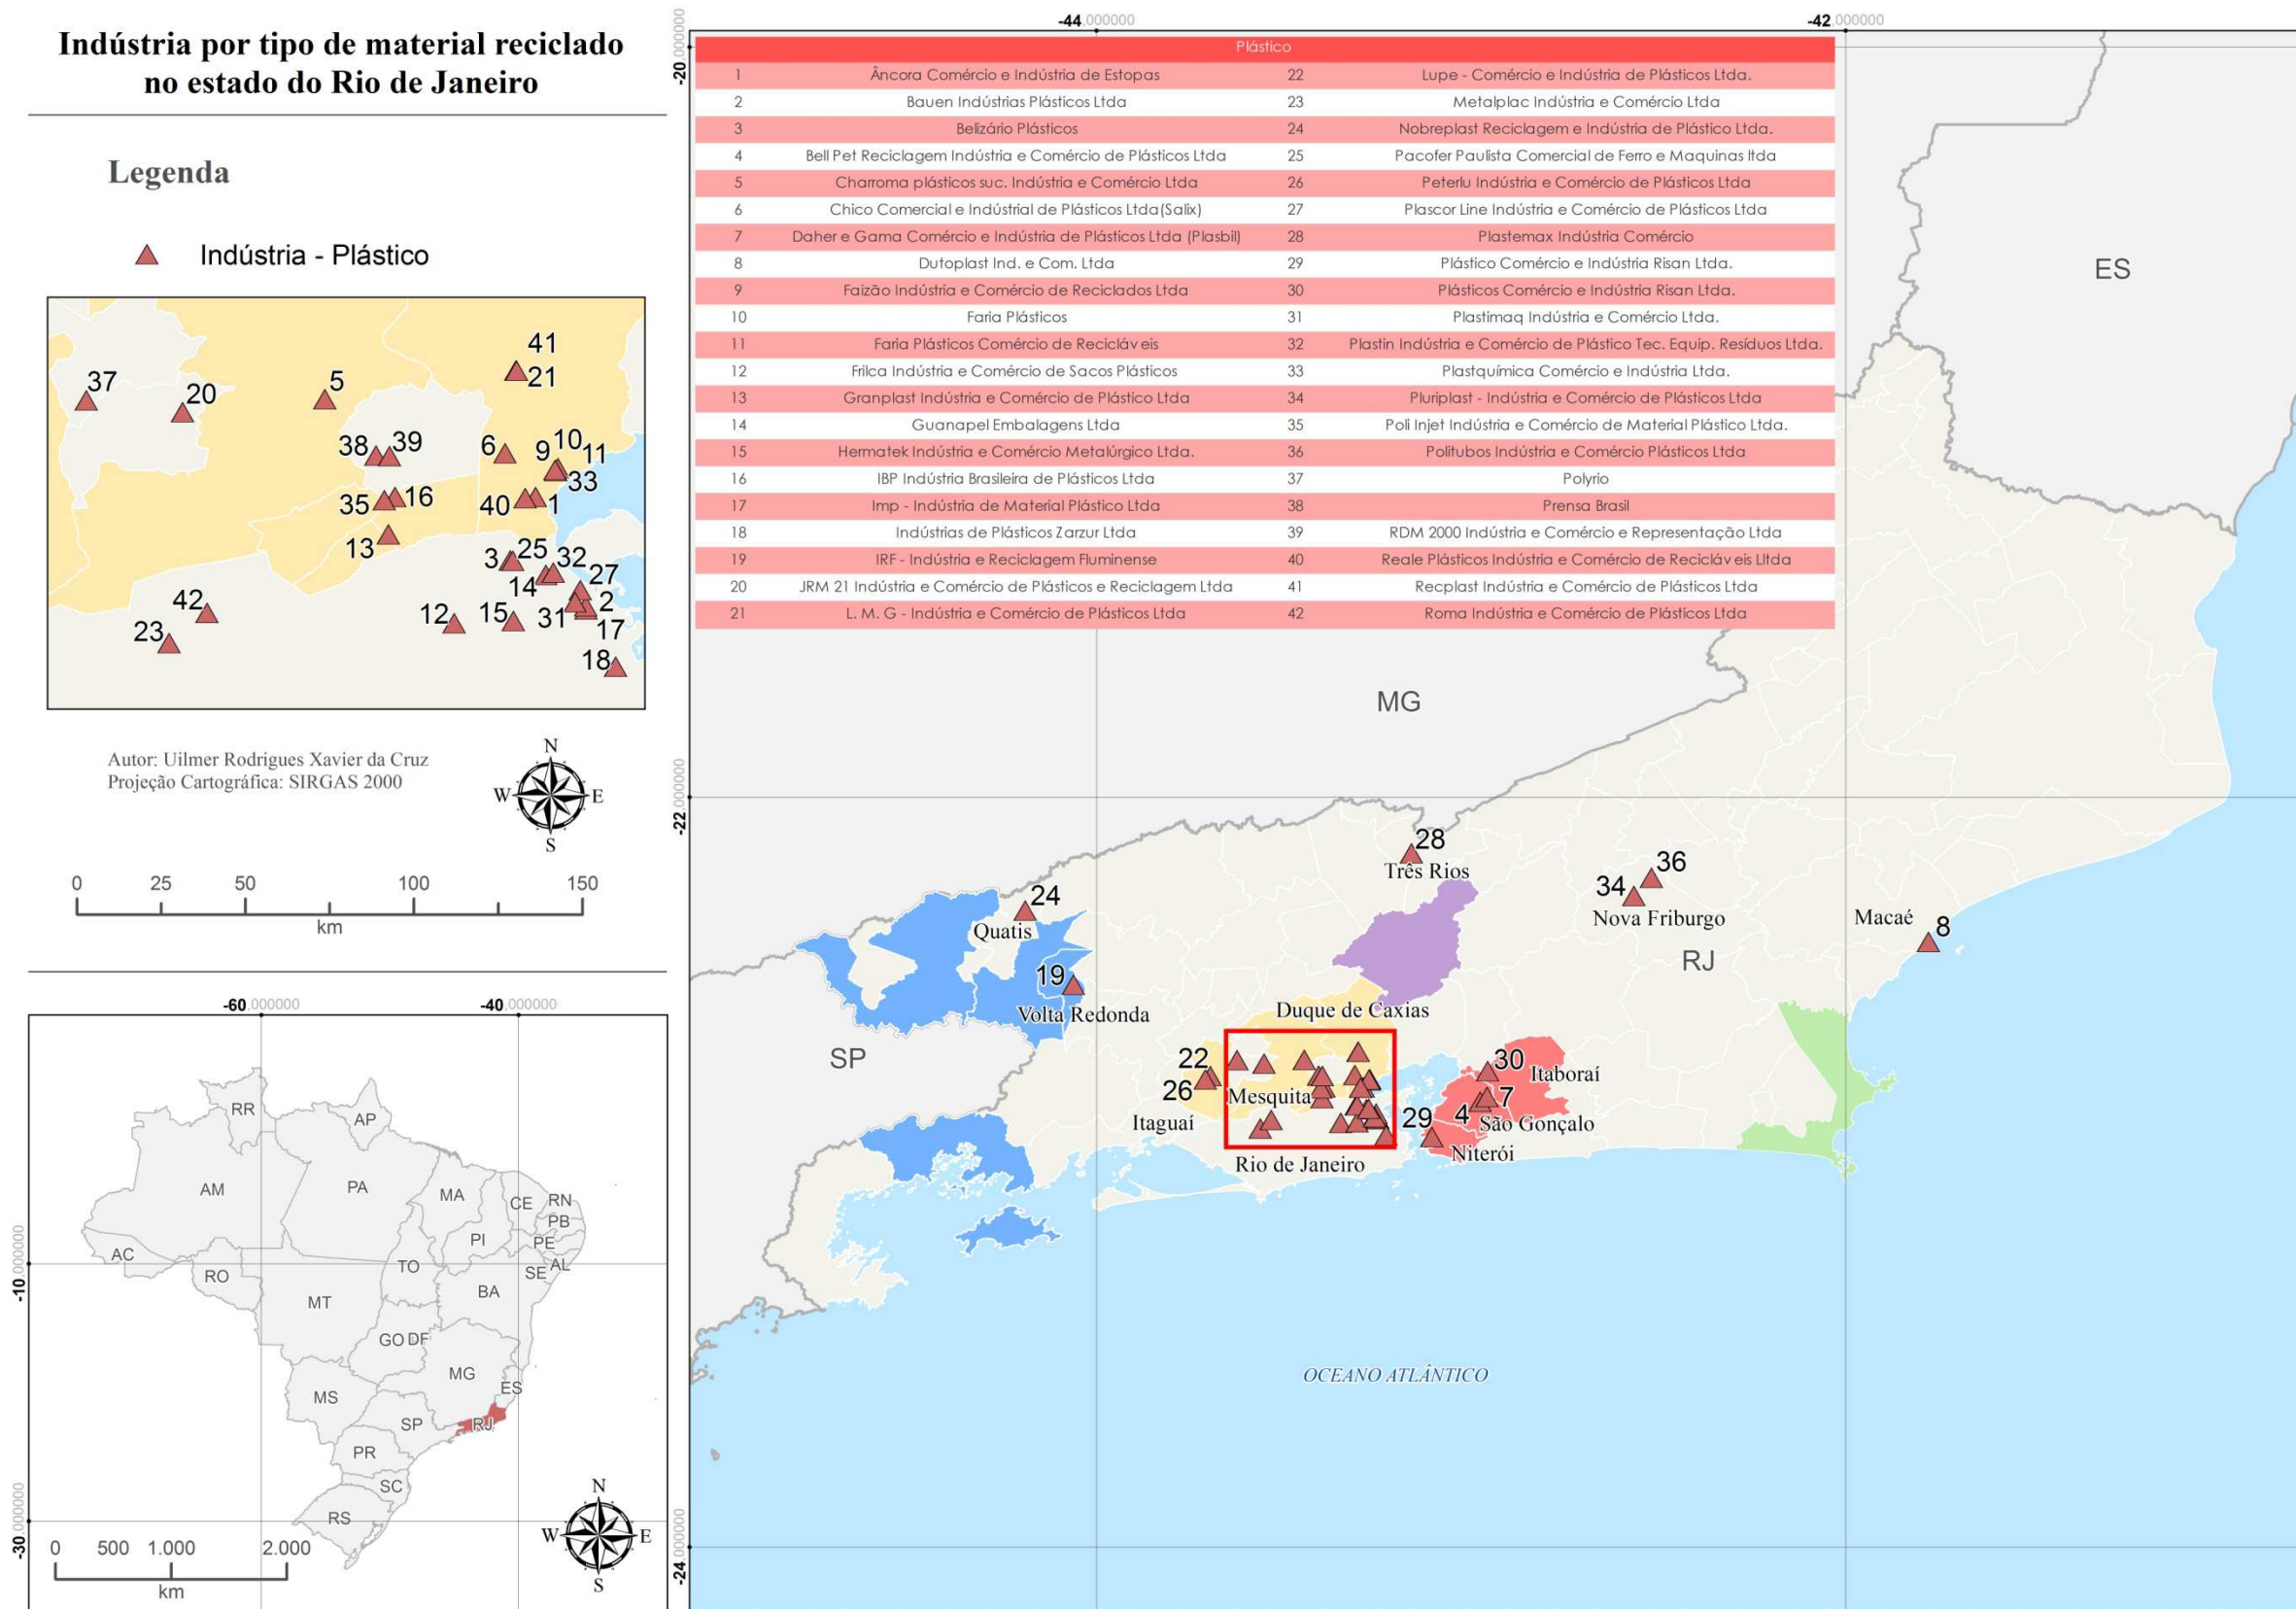 Indústria por tipo de material reciclado
no estado do Rio de Janeiro
Legenda
Indústria - Plástico
37
20
5
41
21
38
39
6
9
10
11
33
35
16
40
1
13
3
25
32
14
27
42
12
15
31
2
23
17
18
Autor: Uilmer Rodrigues Xavier da Cruz
Projeção Cartográfica: SIRGAS 2000
N
W
E
S
0 25 50 100 150
km
-60,000000 -40,000000
-10,000000
-30,000000
RR
AP
AM
PA
MA
CE
RN
PB
PI
PE
AC
AL
TO
SE
RO
BA
MT
GO
DF
MG
ES
MS
SP
RJ
PR
SC
RS
N
W
E
S
0 500 1.000 2.000
km
-44,000000 -42,000000
-20,000000
-22,000000
-24,000000
Plástico
1 Âncora Comércio e Indústria de Estopas 22 Lupe - Comércio e Indústria de Plásticos Ltda.
2 Bauen Indústrias Plásticos Ltda 23 Metalplac Indústria e Comércio Ltda
3 Belizário Plásticos 24 Nobreplast Reciclagem e Indústria de Plástico Ltda.
4 Bell Pet Reciclagem Indústria e Comércio de Plásticos Ltda 25 Pacofer Paulista Comercial de Ferro e Maquinas ltda
5 Charroma plásticos suc. Indústria e Comércio Ltda 26 Peterlu Indústria e Comércio de Plásticos Ltda
6 Chico Comercial e Indústrial de Plásticos Ltda(Salix) 27 Plascor Line Indústria e Comércio de Plásticos Ltda
7 Daher e Gama Comércio e Indústria de Plásticos Ltda (Plasbil) 28 Plastemax Indústria Comércio
8 Dutoplast Ind. e Com. Ltda 29 Plástico Comércio e Indústria Risan Ltda.
9 Faizão Indústria e Comércio de Reciclados Ltda 30 Plásticos Comércio e Indústria Risan Ltda.
10 Faria Plásticos 31 Plastimaq Indústria e Comércio Ltda.
11 Faria Plásticos Comércio de Recicláveis 32 Plastin Indústria e Comércio de Plástico Tec. Equip. Resíduos Ltda.
12 Frilca Indústria e Comércio de Sacos Plásticos 33 Plastquímica Comércio e Indústria Ltda.
13 Granplast Indústria e Comércio de Plástico Ltda 34 Pluriplast - Indústria e Comércio de Plásticos Ltda
14 Guanapel Embalagens Ltda 35 Poli Injet Indústria e Comércio de Material Plástico Ltda.
15 Hermatek Indústria e Comércio Metalúrgico Ltda. 36 Politubos Indústria e Comércio Plásticos Ltda
16 IBP Indústria Brasileira de Plásticos Ltda 37 Polyrio
17 Imp - Indústria de Material Plástico Ltda 38 Prensa Brasil
18 Indústrias de Plásticos Zarzur Ltda 39 RDM 2000 Indústria e Comércio e Representação Ltda
19 IRF - Indústria e Reciclagem Fluminense 40 Reale Plásticos Indústria e Comércio de Recicláveis Lltda
20 JRM 21 Indústria e Comércio de Plásticos e Reciclagem Ltda 41 Recplast Indústria e Comércio de Plásticos Ltda
21 L. M. G - Indústria e Comércio de Plásticos Ltda 42 Roma Indústria e Comércio de Plásticos Ltda
ES
MG
28
Três Rios
36
34
Nova Friburgo
24
Quatis
Macaé
8
RJ
19
Volta Redonda
Duque de Caxias
SP
22
26
Mesquita
Itaguaí
30
Itaboraí
7
4
São Gonçalo
29
Niterói
Rio de Janeiro
OCEANO ATLÂNTICO